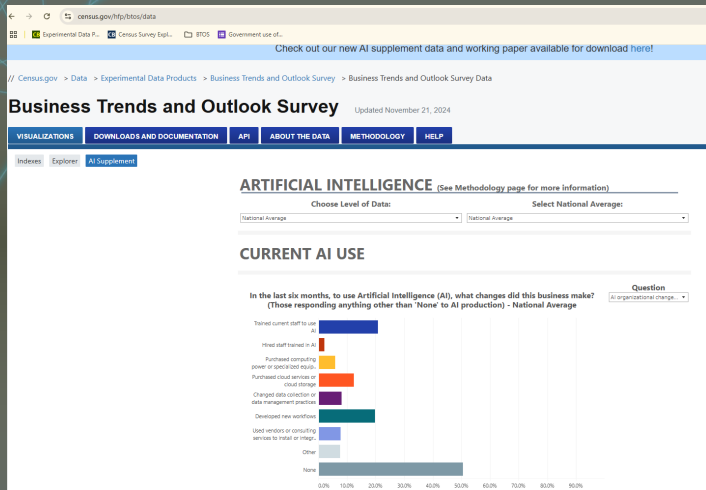 census.gov/hfp/btos/data
Experimental Data P... Census Survey Expl... BTOS Government use of...
Check out our new AI supplement data and working paper available for download here!
// Census.gov > Data > Experimental Data Products > Business Trends and Outlook Survey > Business Trends and Outlook Survey Data
Business Trends and Outlook Survey Updated November 21, 2024
VISUALIZATIONS DOWNLOADS AND DOCUMENTATION API ABOUT THE DATA METHODOLOGY HELP
Indexes Explorer AI Supplement
ARTIFICIAL INTELLIGENCE (See Methodology page for more information)
Choose Level of Data: Select National Average:
National Average National Average
CURRENT AI USE
Question
AI organizational change...
In the last six months, to use Artificial Intelligence (AI), what changes did this business make?
(Those responding anything other than 'None' to AI production) - National Average
Trained current staff to use
AI
Hired staff trained in AI
Purchased computing
power or specialized equip..
Purchased cloud services or
cloud storage
Changed data collection or
data management practices
Developed new workflows
Used vendors or consulting
services to install or integr..
Other
None
0.0% 10.0% 20.0% 30.0% 40.0% 50.0% 60.0% 70.0% 80.0% 90.0%